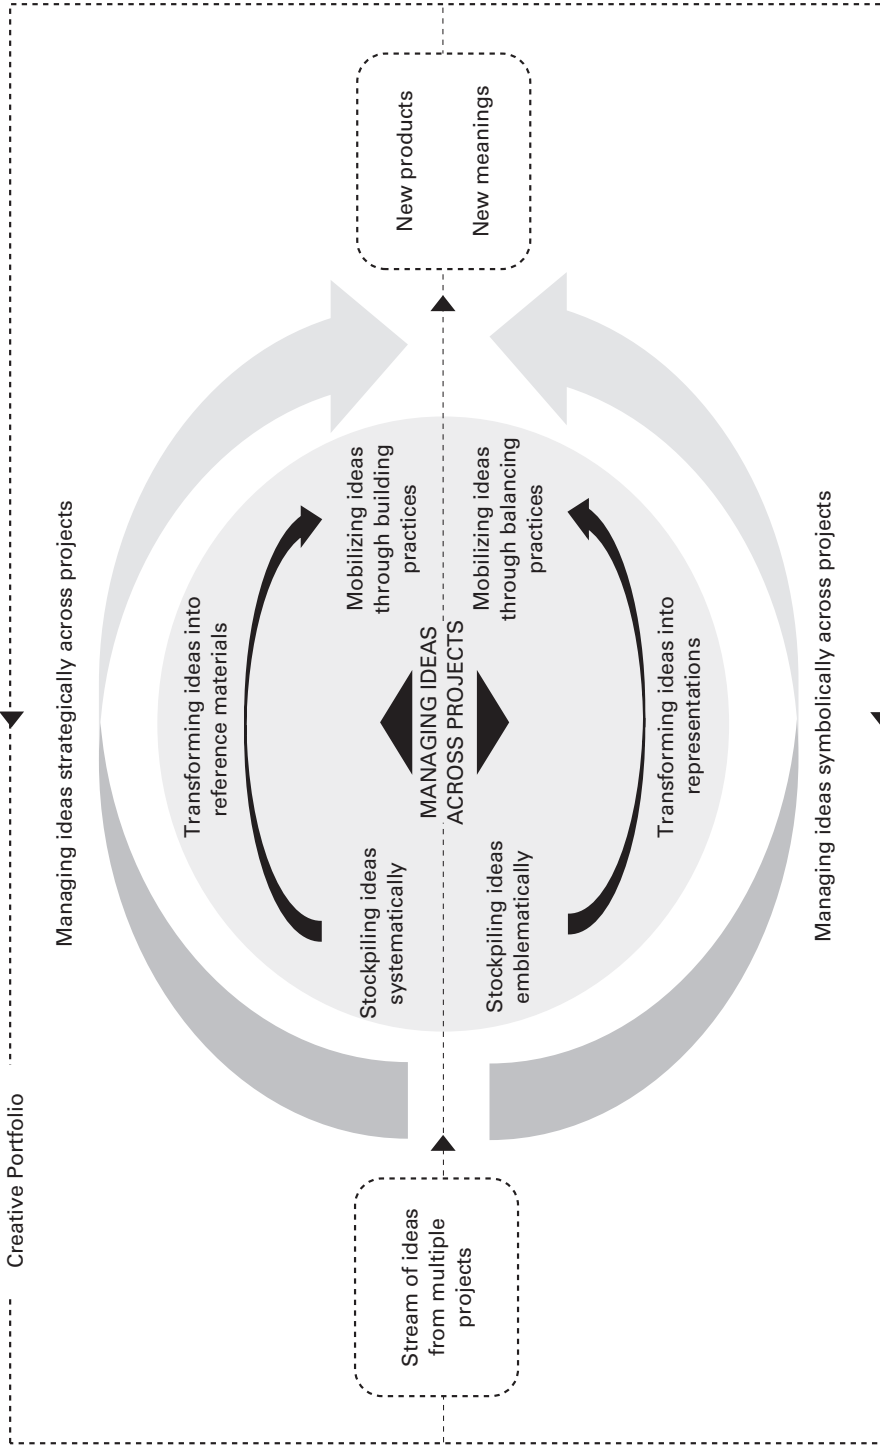 Creative Portfolio
Managing ideas strategically across projects
Transforming ideas into
reference materials
Stream of ideas
from multiple
projects
Stockpiling ideas
systematically
Mobilizing ideas
through building
practices
MANAGING IDEAS
ACROSS PROJECTS
Stockpiling ideas
emblematically
Mobilizing ideas
through balancing
practices
New products
New meanings
Transforming ideas into
representations
Managing ideas symbolically across projects